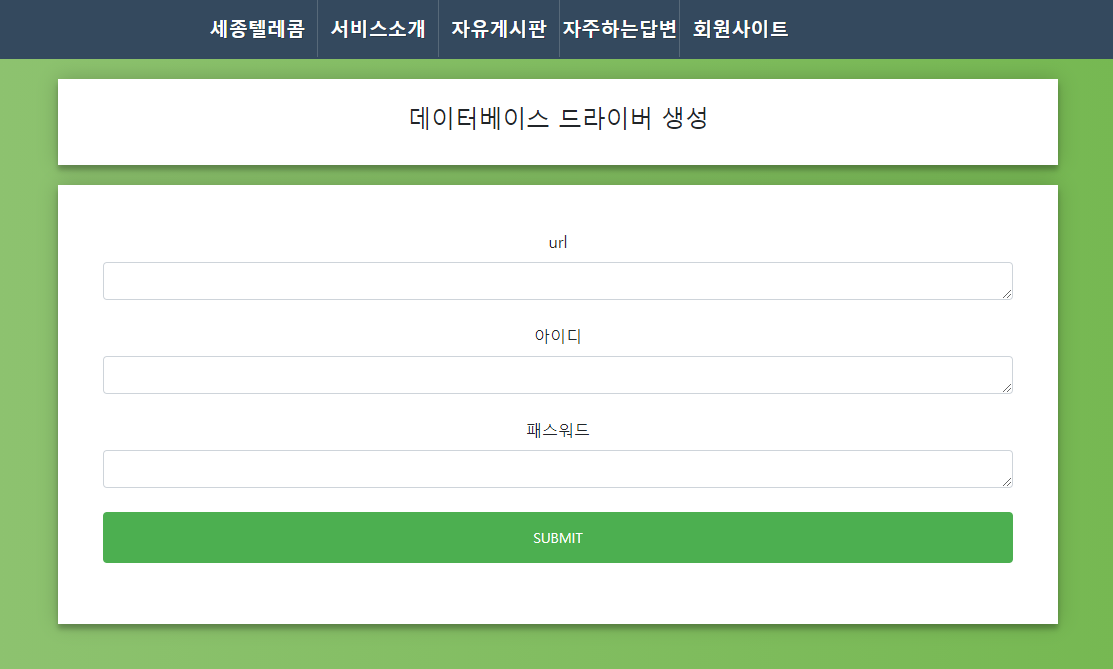 세종텔레콤 서비스소개 자유게시판 자주하는답변 회원사이트
데이터베이스 드라이버 생성
url
아이디
패스워드
SUBMIT